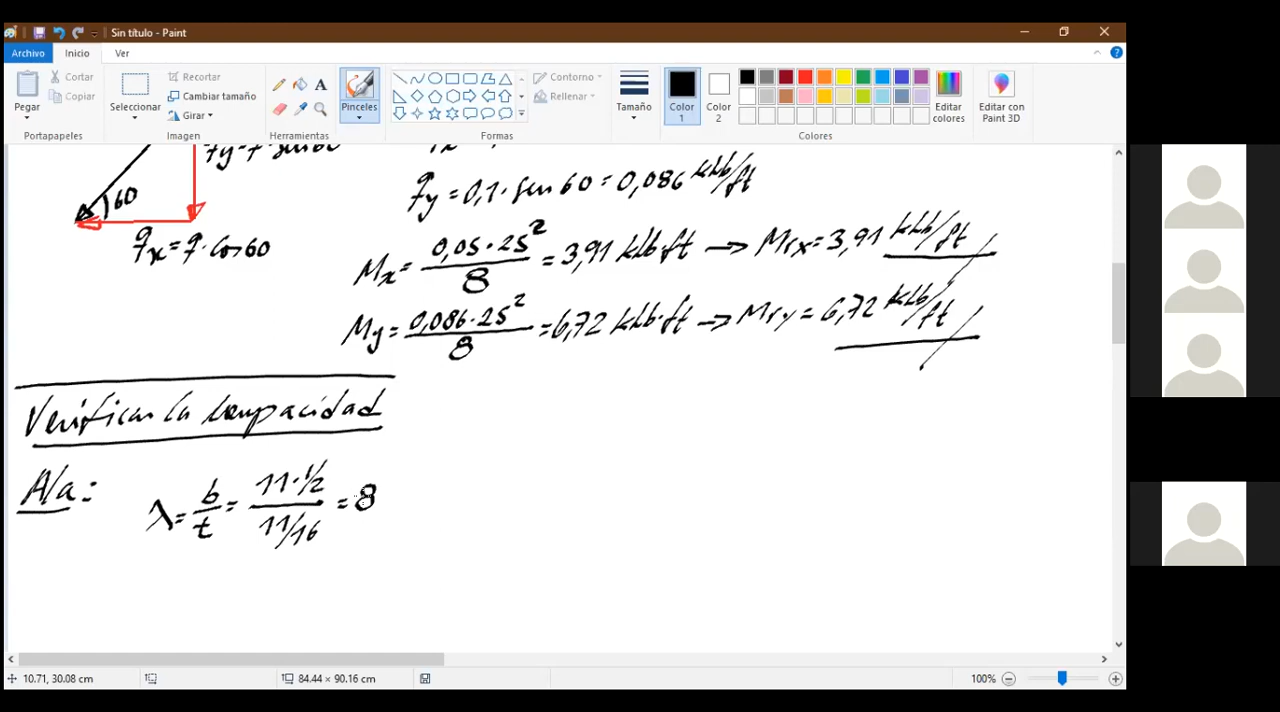 Sin título - Paint
Archivo Inicio Ver
Pegar Cortar Copiar Seleccionar Recortar Cambiar tamaño Girar A Pinceles Contorno Rellenar Tamaño Color 1 Color 2 Editar colores Editar con Paint 3D
Portapapeles Imagen Herramientas Formas Colores
60
qx=q·cos60
qy=0,1·sen60=0,086 klb/ft
Mx=0,05·25²/8=3,91 klb·ft → Mrx=3,91 klb/ft
My=0,086·25²/8=6,72 klb·ft → Mry=6,72 klb/ft
Verificar la compacidad
Ala:
λ=b/t=11·1/2/11/16=8
10.71, 30.08 cm 84.44 × 90.16 cm 100%